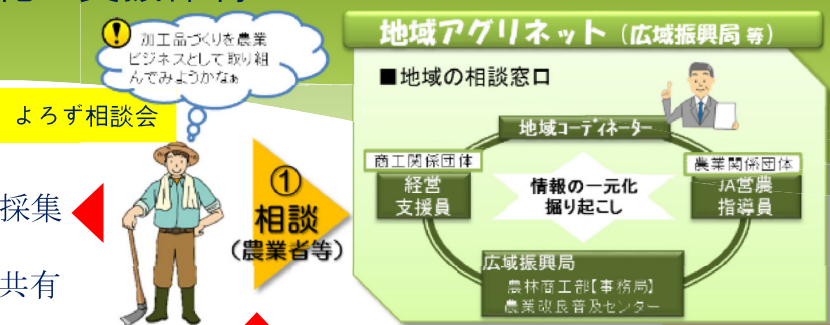 加工品づくりを農業
ビジネスとして取り組
んでみようかなぁ
よろず相談会
採集
共有
①
相談
（農業者等）
地域アグリネット（広域振興局等）
■地域の相談窓口
地域コーディネーター
商工関係団体
経営
支援員
情報の一元化
掘り起こし
農業関係団体
JA営農
指導員
広域振興局
農林商工部【事務局】
農業改良普及センター